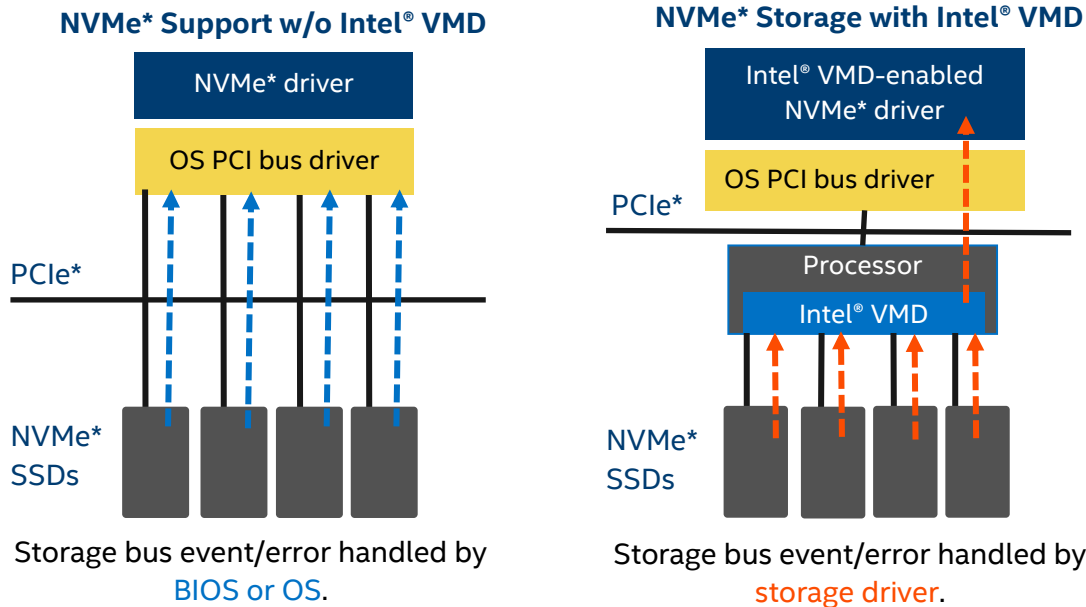 NVMe* Support w/o Intel® VMD
NVMe* driver
OS PCI bus driver
PCIe*
NVMe*
SSDs
Storage bus event/error handled by
BIOS or OS.
NVMe* Storage with Intel® VMD
Intel® VMD-enabled
NVMe* driver
OS PCI bus driver
PCIe*
Processor
Intel® VMD
NVMe*
SSDs
Storage bus event/error handled by
storage driver.